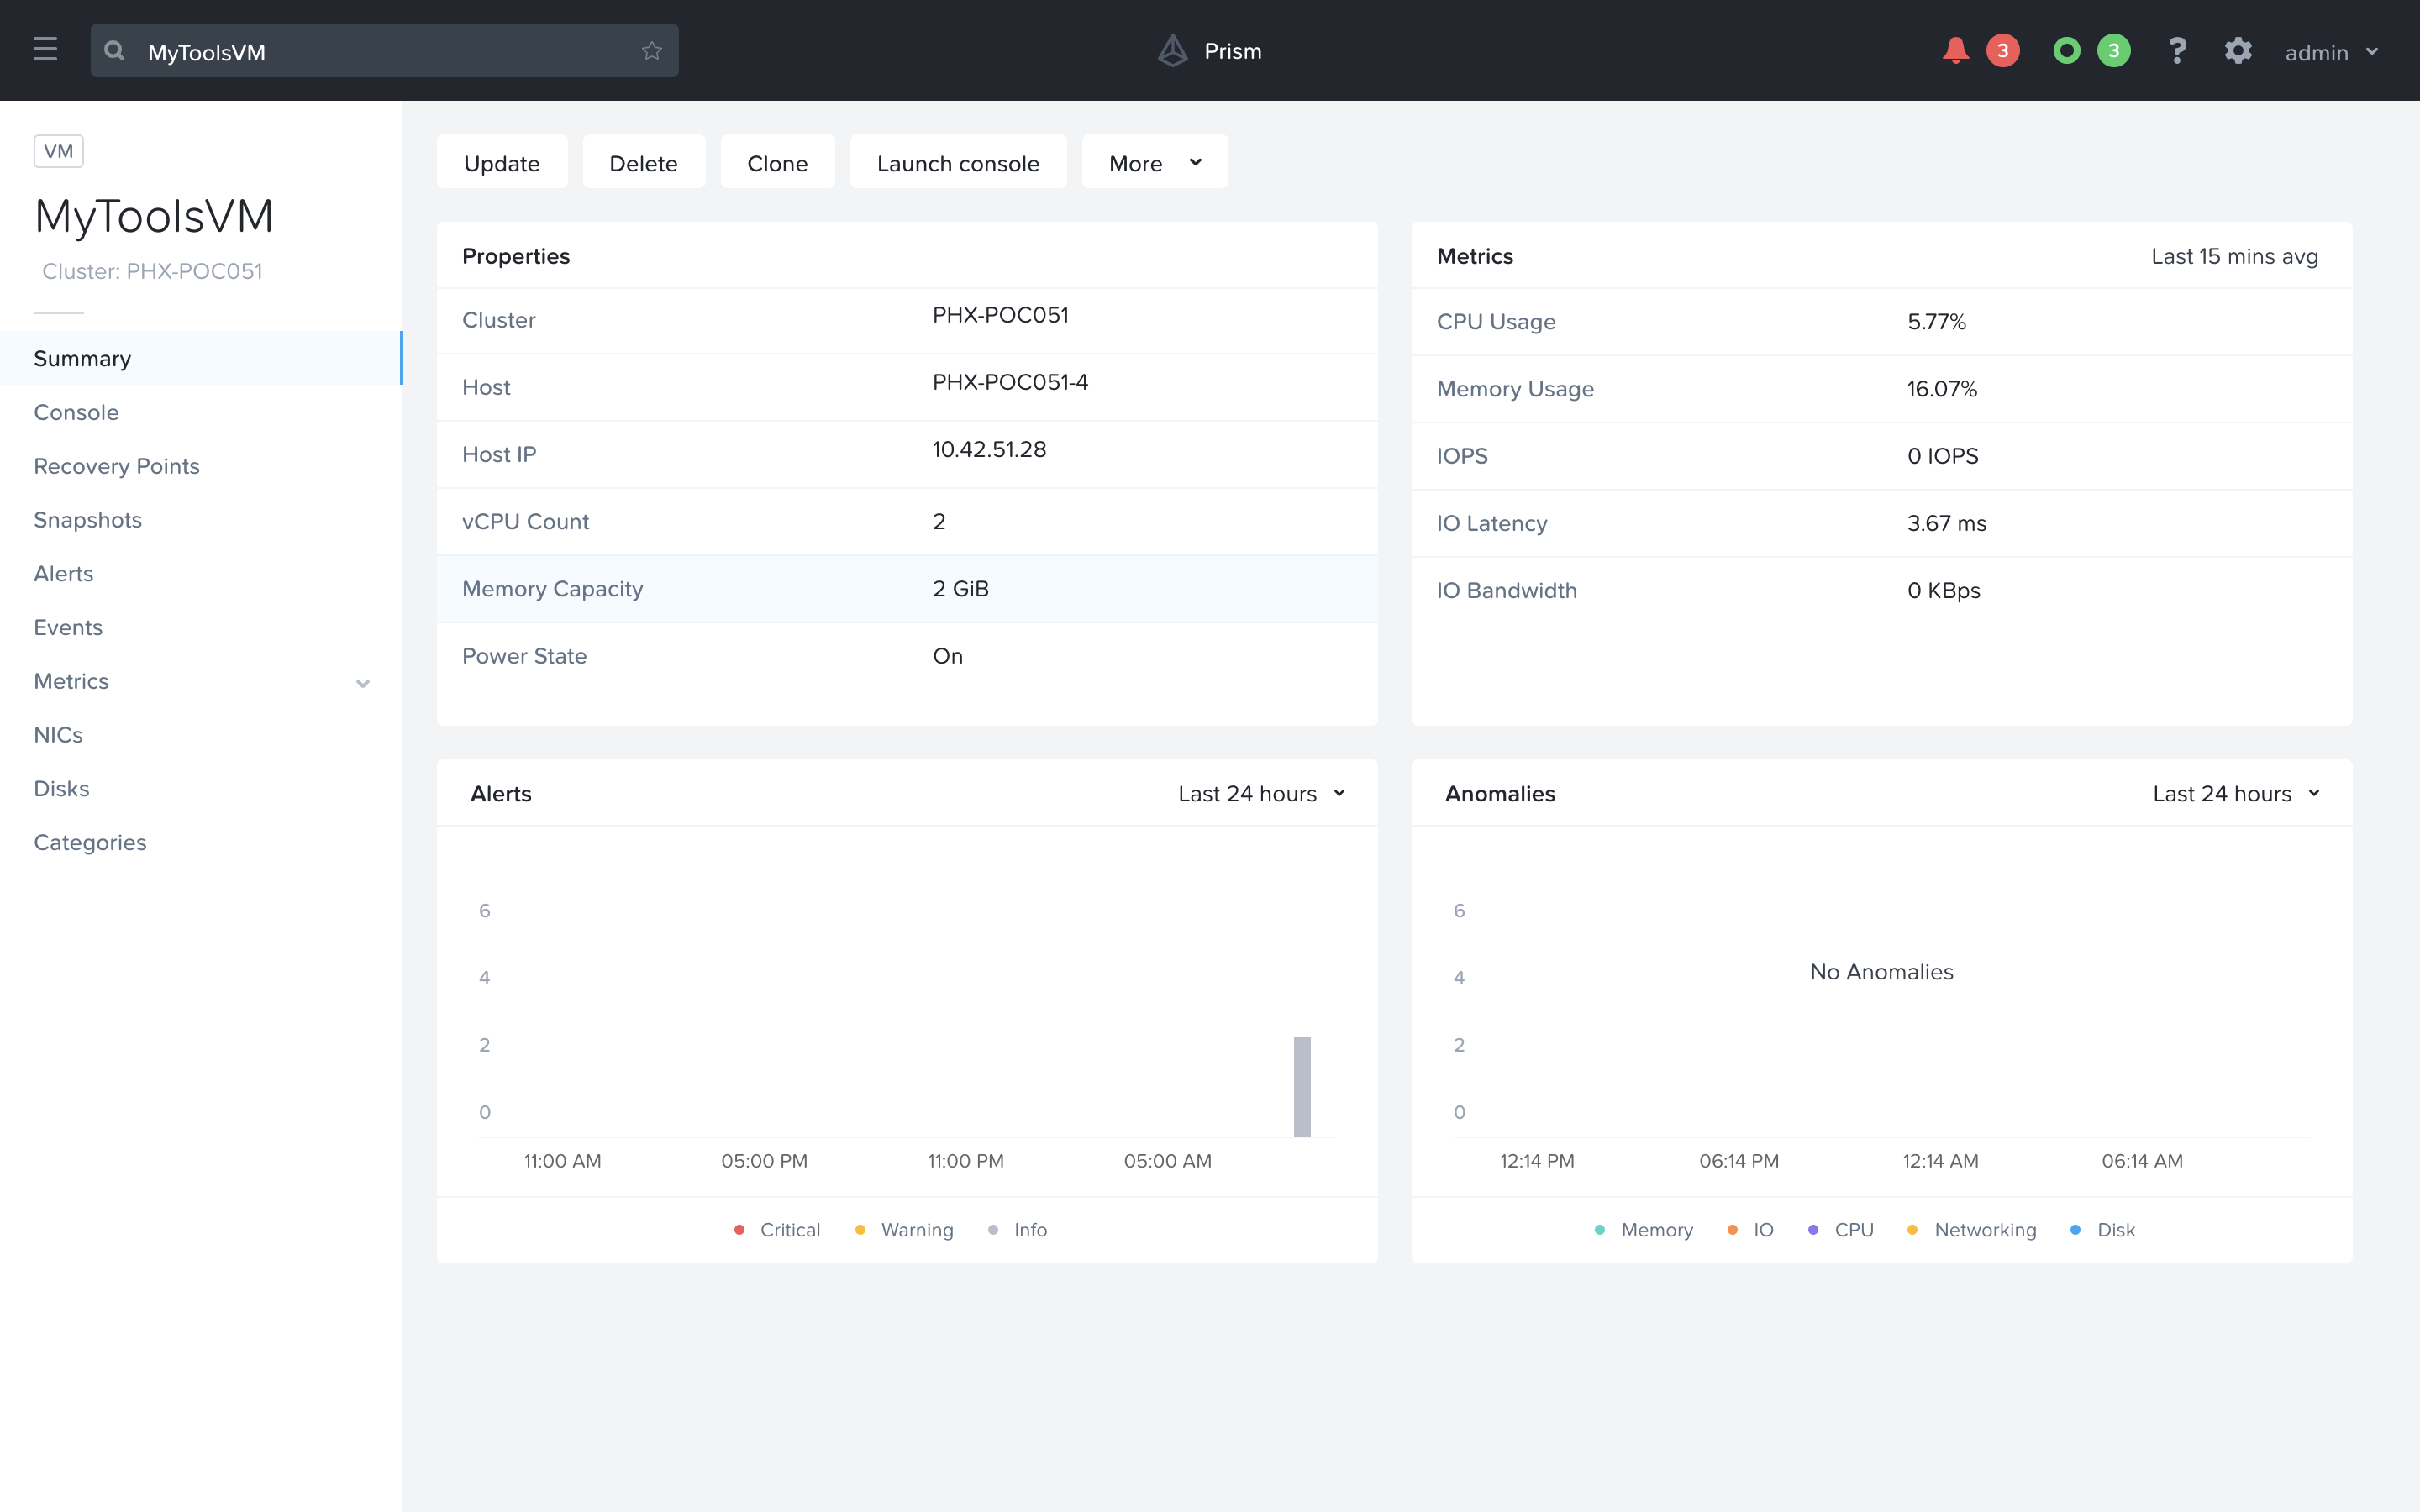 MyToolsVM
Prism
3
3
?
admin
VM
MyToolsVM
Cluster: PHX-POC051
Summary
Console
Recovery Points
Snapshots
Alerts
Events
Metrics
NICs
Disks
Categories
Update Delete Clone Launch console More
Properties
Cluster PHX-POC051
Host PHX-POC051-4
Host IP 10.42.51.28
vCPU Count 2
Memory Capacity 2 GiB
Power State On
Metrics Last 15 mins avg
CPU Usage 5.77%
Memory Usage 16.07%
IOPS 0 IOPS
IO Latency 3.67 ms
IO Bandwidth 0 KBps
Alerts Last 24 hours
6
4
2
0
11:00 AM 05:00 PM 11:00 PM 05:00 AM
Critical Warning Info
Anomalies Last 24 hours
6
No Anomalies
4
2
0
12:14 PM 06:14 PM 12:14 AM 06:14 AM
Memory IO CPU Networking Disk